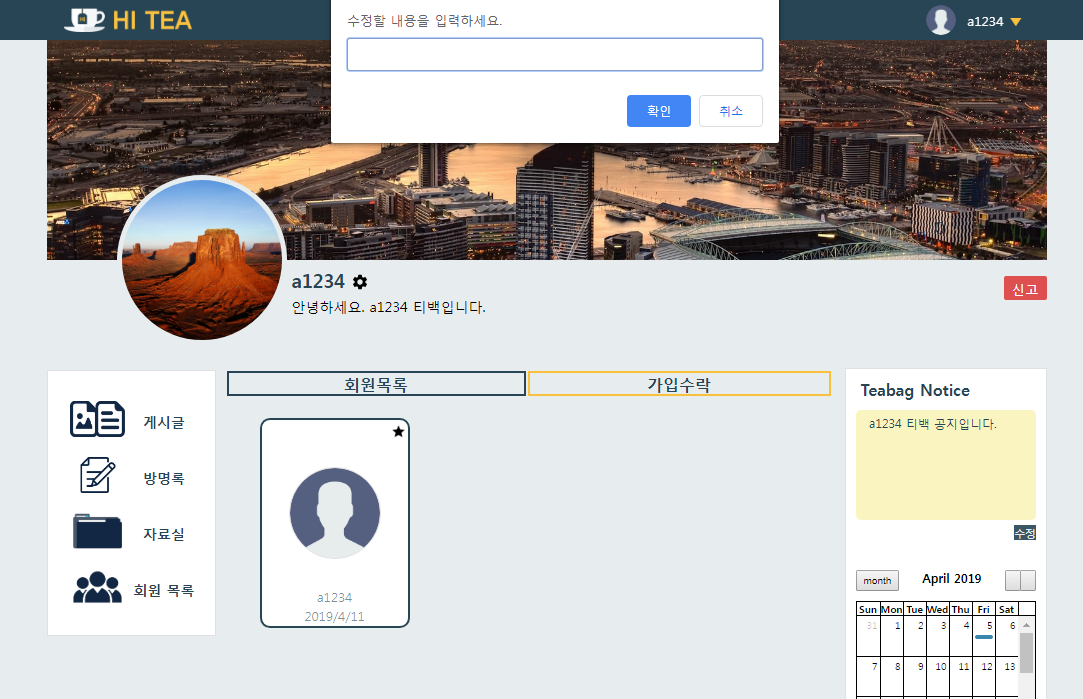 HI TEA
수정할 내용을 입력하세요.
확인
취소
a1234
a1234
안녕하세요. a1234 티백입니다.
신고
게시글
방명록
자료실
회원 목록
회원목록
가입수락
a1234
2019/4/11
Teabag Notice
a1234 티백 공지입니다.
수정
month
April 2019
Sun Mon Tue Wed Thu Fri Sat
31 1 2 3 4 5 6
7 8 9 10 11 12 13